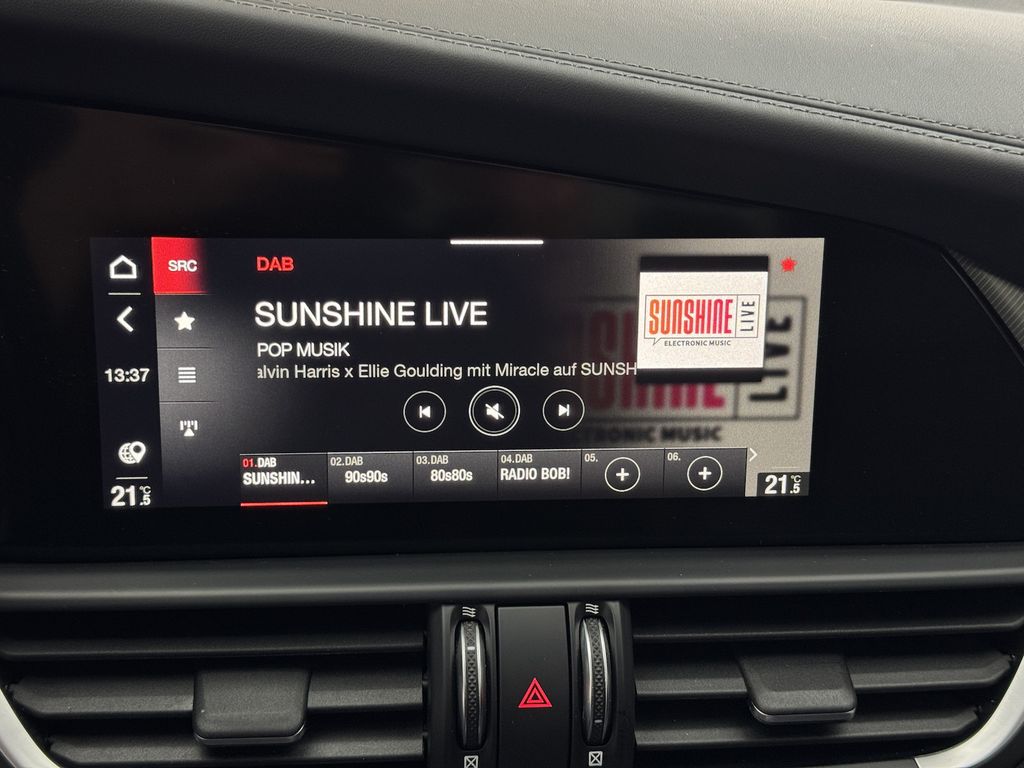 SRC
DAB
SUNSHINE LIVE
POP MUSIK
alvin Harris x Ellie Goulding mit Miracle auf SUNSH
13:37
SUNSHINE LIVE
ELECTRONIC MUSIC
LIVE
01.DAB
SUNSHIN...
02.DAB
90s90s
03.DAB
80s80s
04.DAB
RADIO BOB!
05.
06.
21.5°C
21.5°C